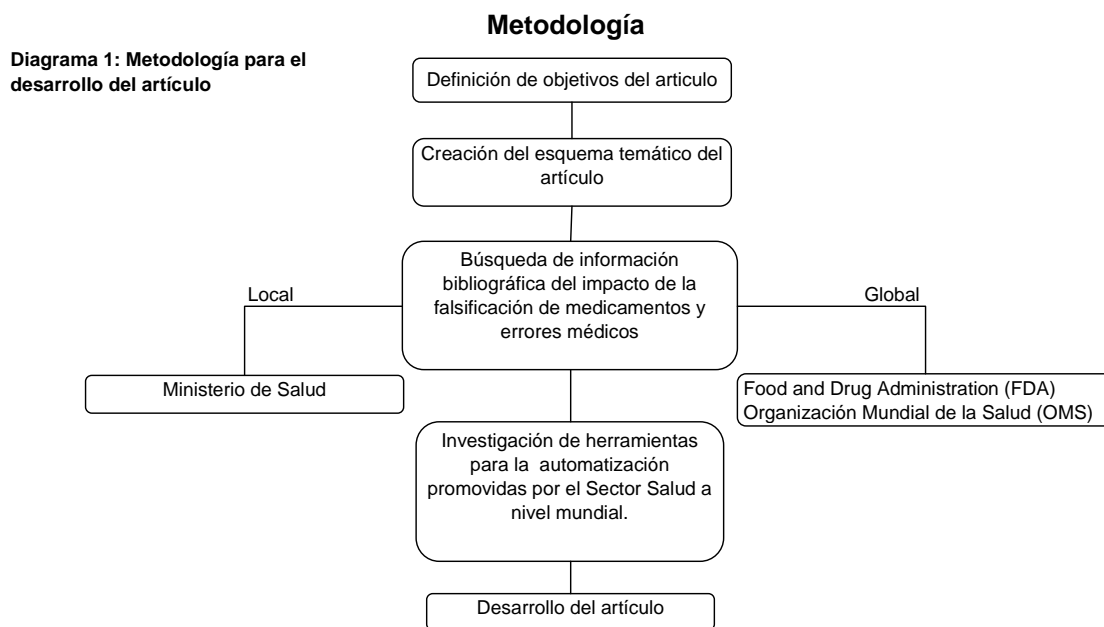 Metodología
Diagrama 1: Metodología para el
desarrollo del artículo
Definición de objetivos del articulo
Creación del esquema temático del
artículo
Búsqueda de información
bibliográfica del impacto de la
falsificación de medicamentos y
errores médicos
Local
Global
Ministerio de Salud
Food and Drug Administration (FDA)
Organización Mundial de la Salud (OMS)
Investigación de herramientas
para la automatización
promovidas por el Sector Salud a
nivel mundial.
Desarrollo del artículo